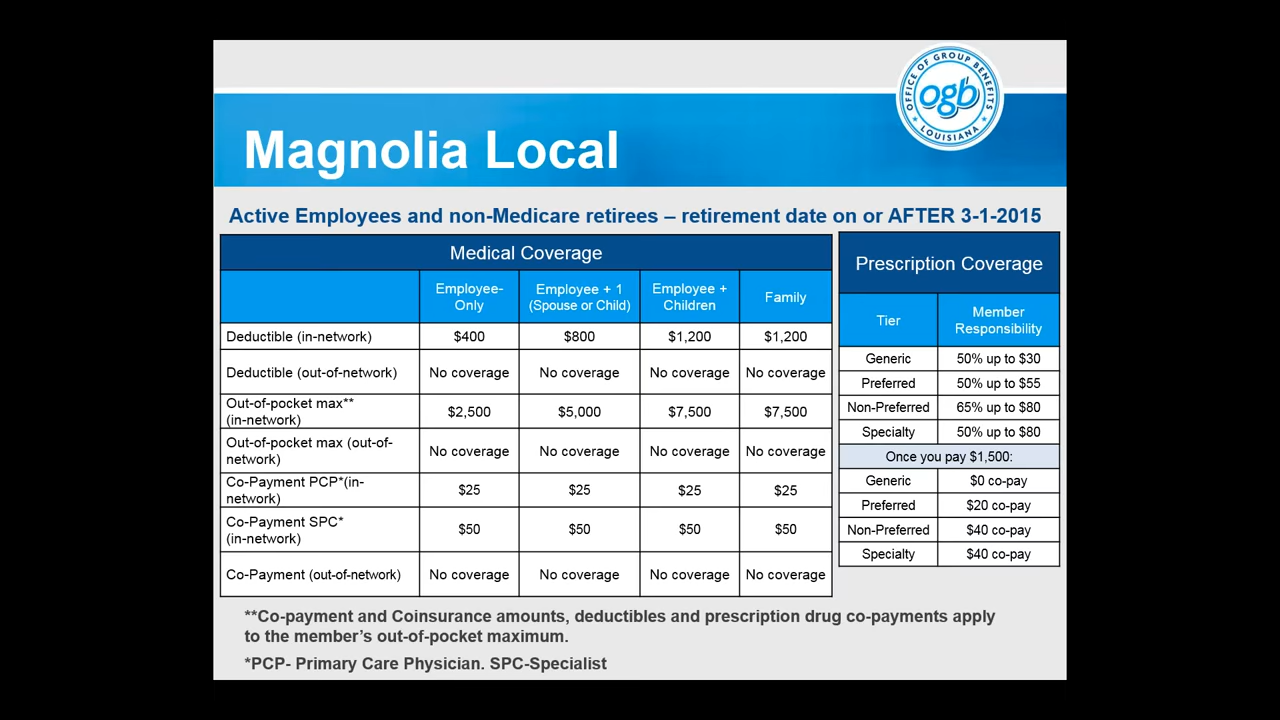 OFFICE OF GROUP BENEFITS
ogb
LOUISIANA
Magnolia Local
Active Employees and non-Medicare retirees – retirement date on or AFTER 3-1-2015
Medical Coverage
Employee-Only Employee + 1 (Spouse or Child) Employee + Children Family
Deductible (in-network) $400 $800 $1,200 $1,200
Deductible (out-of-network) No coverage No coverage No coverage No coverage
Out-of-pocket max** (in-network) $2,500 $5,000 $7,500 $7,500
Out-of-pocket max (out-of-network) No coverage No coverage No coverage No coverage
Co-Payment PCP*(in-network) $25 $25 $25 $25
Co-Payment SPC* (in-network) $50 $50 $50 $50
Co-Payment (out-of-network) No coverage No coverage No coverage No coverage
Prescription Coverage
Tier Member Responsibility
Generic 50% up to $30
Preferred 50% up to $55
Non-Preferred 65% up to $80
Specialty 50% up to $80
Once you pay $1,500:
Generic $0 co-pay
Preferred $20 co-pay
Non-Preferred $40 co-pay
Specialty $40 co-pay
**Co-payment and Coinsurance amounts, deductibles and prescription drug co-payments apply
to the member's out-of-pocket maximum.
*PCP- Primary Care Physician. SPC-Specialist